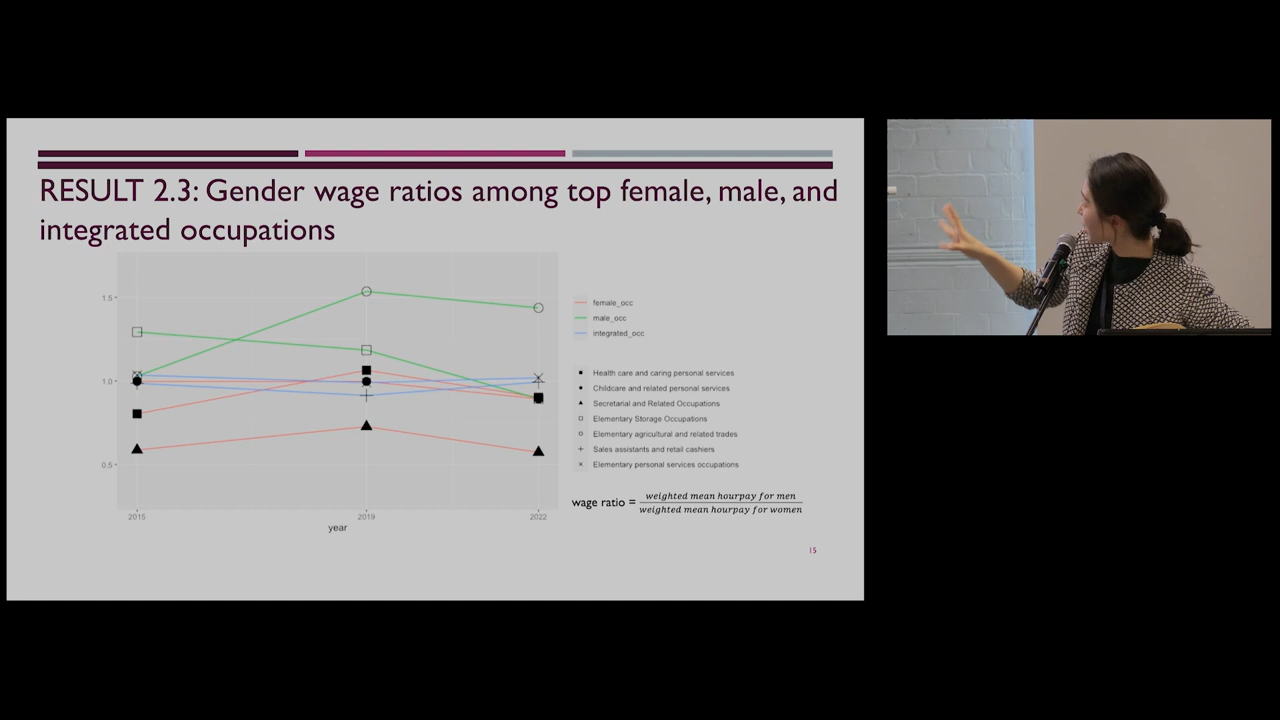 RESULT 2.3: Gender wage ratios among top female, male, and
integrated occupations
1.5
1.0
0.5
2015 2019 2022
year
female_occ
male_occ
integrated_occ
Health care and caring personal services
Childcare and related personal services
Secretarial and Related Occupations
Elementary Storage Occupations
Elementary agricultural and related trades
Sales assistants and retail cashiers
Elementary personal services occupations
wage ratio = weighted mean hourpay for men
weighted mean hourpay for women
15